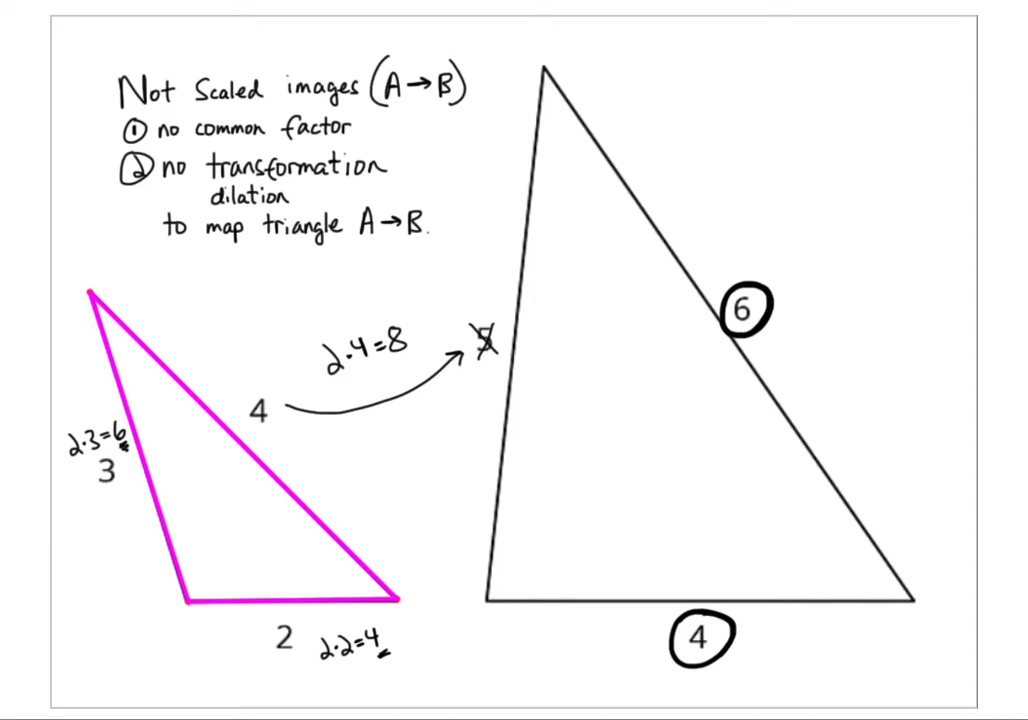 Not Scaled images (A→B)
① no common factor
② no transformation
dilation
to map triangle A→B.
6
2·4=8
5
4
2·3=6
3
2
2·2=4
4